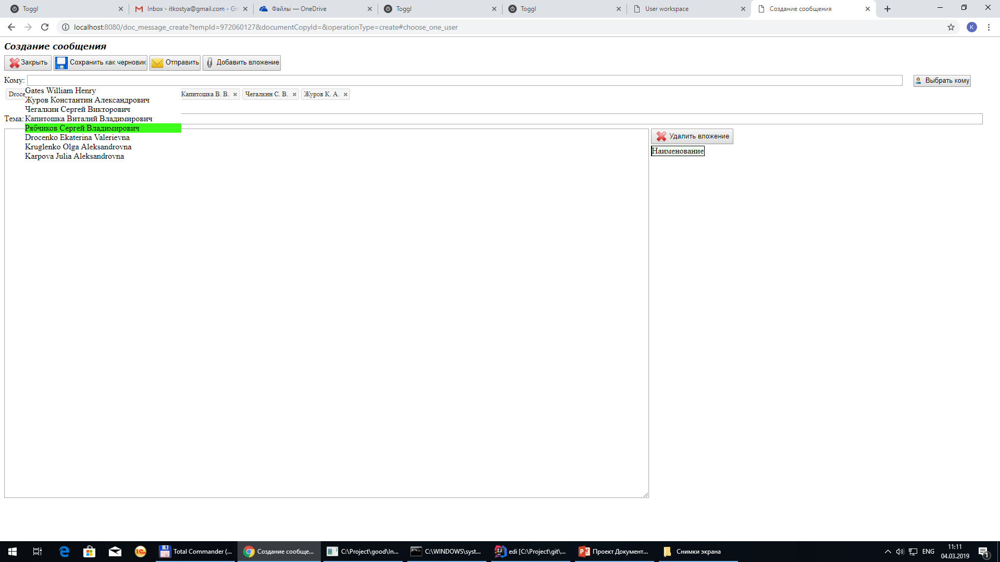 Toggl
Inbox - itkostya@gmail.com - Gm
Файлы — OneDrive
Toggl
Toggl
User workspace
Создание сообщения
localhost:8080/doc_message_create?tempId=972060127&documentCopyId=&operationType=create#choose_one_user
K
Создание сообщения
Закрыть
Сохранить как черновик
Отправить
Добавить вложение
Кому:
Выбрать кому
Gates William Henry
Droce
Капитошка В. В.
Чегалкин С. В.
Журов К. А.
Журов Константин Александрович
Чегалкин Сергей Викторович
Тема:
Капитошка Виталий Владимирович
Рябчиков Сергей Владимирович
Drocenko Ekaterina Valerievna
Kruglenko Olga Aleksandrovna
Karpova Julia Aleksandrovna
Удалить вложение
Наименование
Total Commander (...
Создание сообще...
C:\Project\good\In...
C:\WINDOWS\syst...
edi [C:\Project\git\...
Проект Документ...
Снимки экрана
ENG
11:11
04.03.2019
1